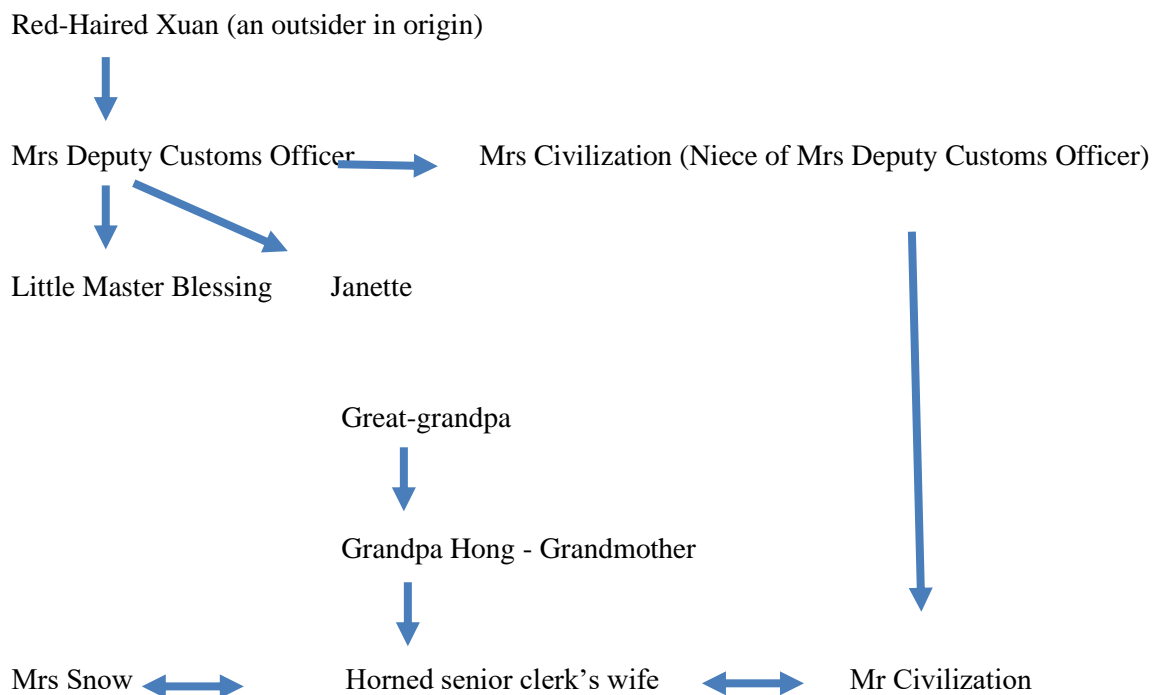 Red-Haired Xuan (an outsider in origin)
Mrs Deputy Customs Officer Mrs Civilization (Niece of Mrs Deputy Customs Officer)
Little Master Blessing Janette
Great-grandpa
Grandpa Hong - Grandmother
Mrs Snow Horned senior clerk’s wife Mr Civilization